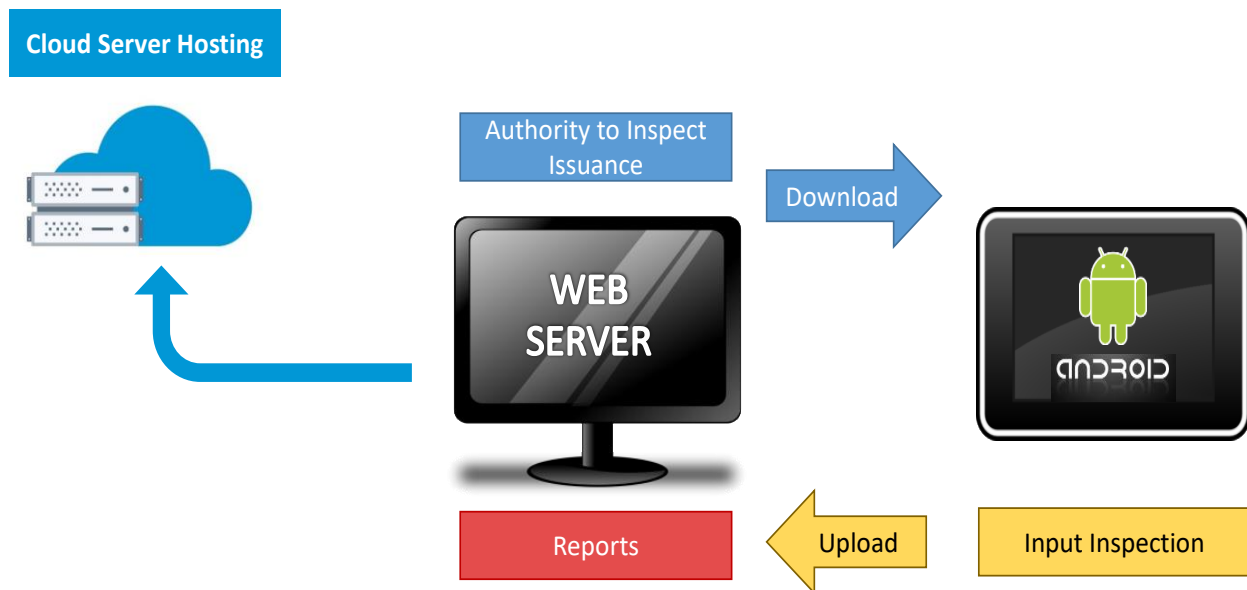 Cloud Server Hosting
Authority to Inspect
Issuance
Download
WEB
SERVER
ANDROID
Reports
Upload
Input Inspection